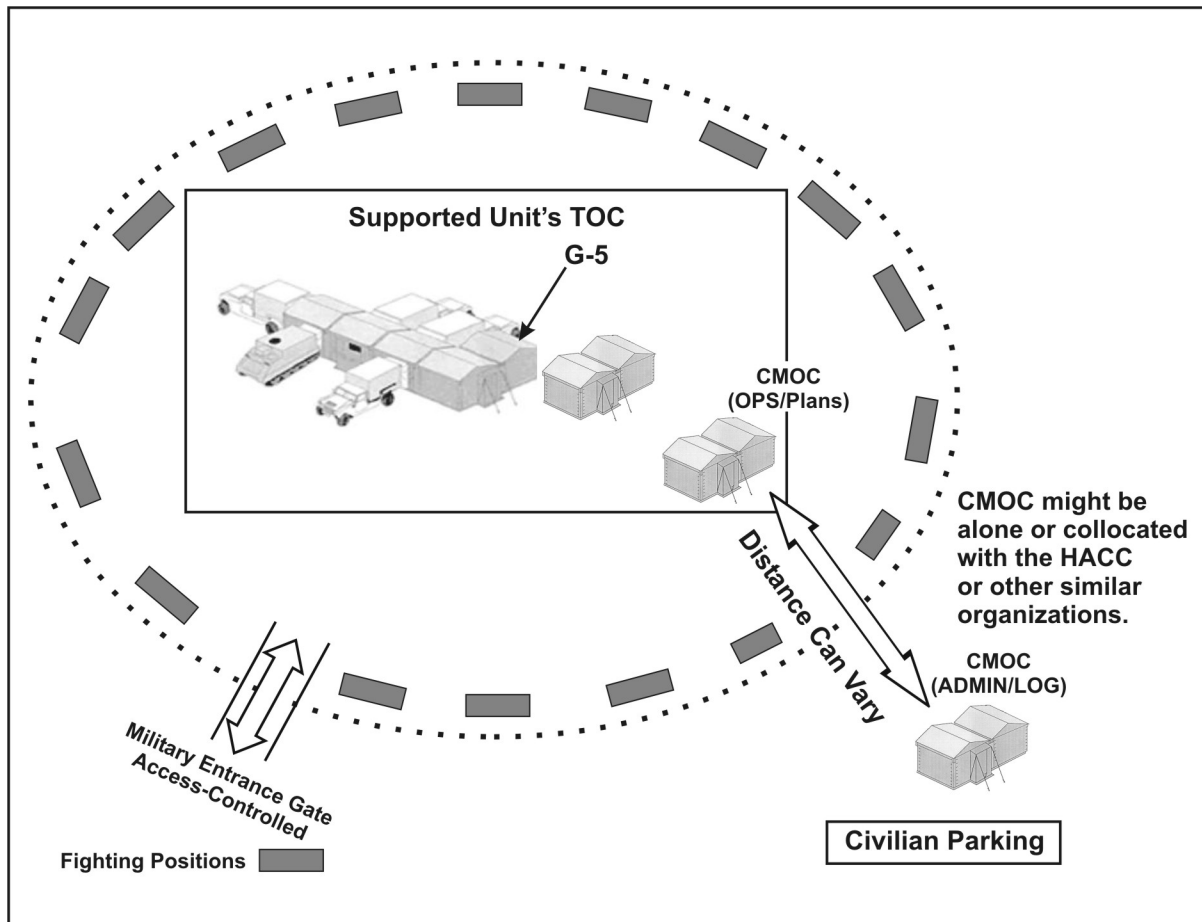 Supported Unit's TOC
G-5
CMOC
(OPS/Plans)
CMOC might be
alone or collocated
with the HACC
or other similar
organizations.
Distance Can Vary
CMOC
(ADMIN/LOG)
Military Entrance Gate
Access-Controlled
Civilian Parking
Fighting Positions